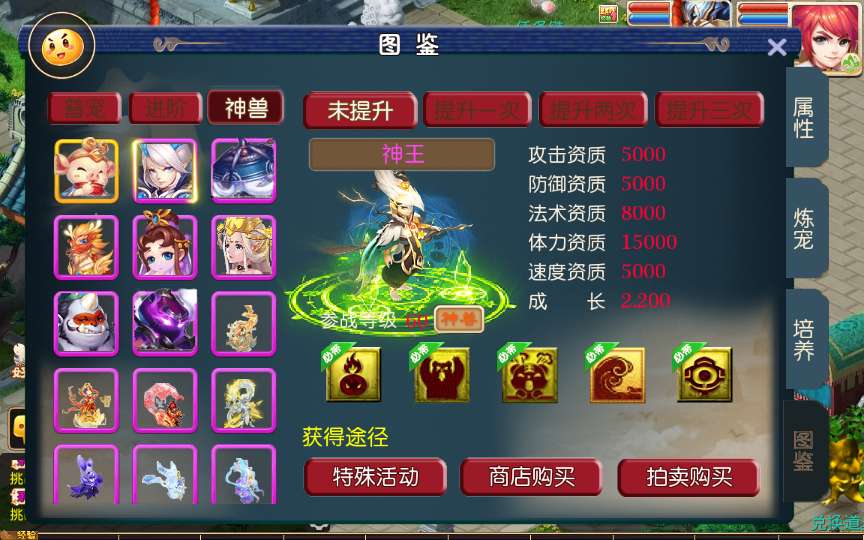 图 鉴
普宠
进阶
神兽
未提升
提升一次
提升两次
提升三次
神王
攻击资质 5000
防御资质 5000
法术资质 8000
体力资质 15000
速度资质 5000
成 长 2.200
参战等级 60 神兽
必带
必带
必带
必带
必带
获得途径
特殊活动
商店购买
拍卖购买
属性
炼宠
培养
图鉴
经验
兑换道